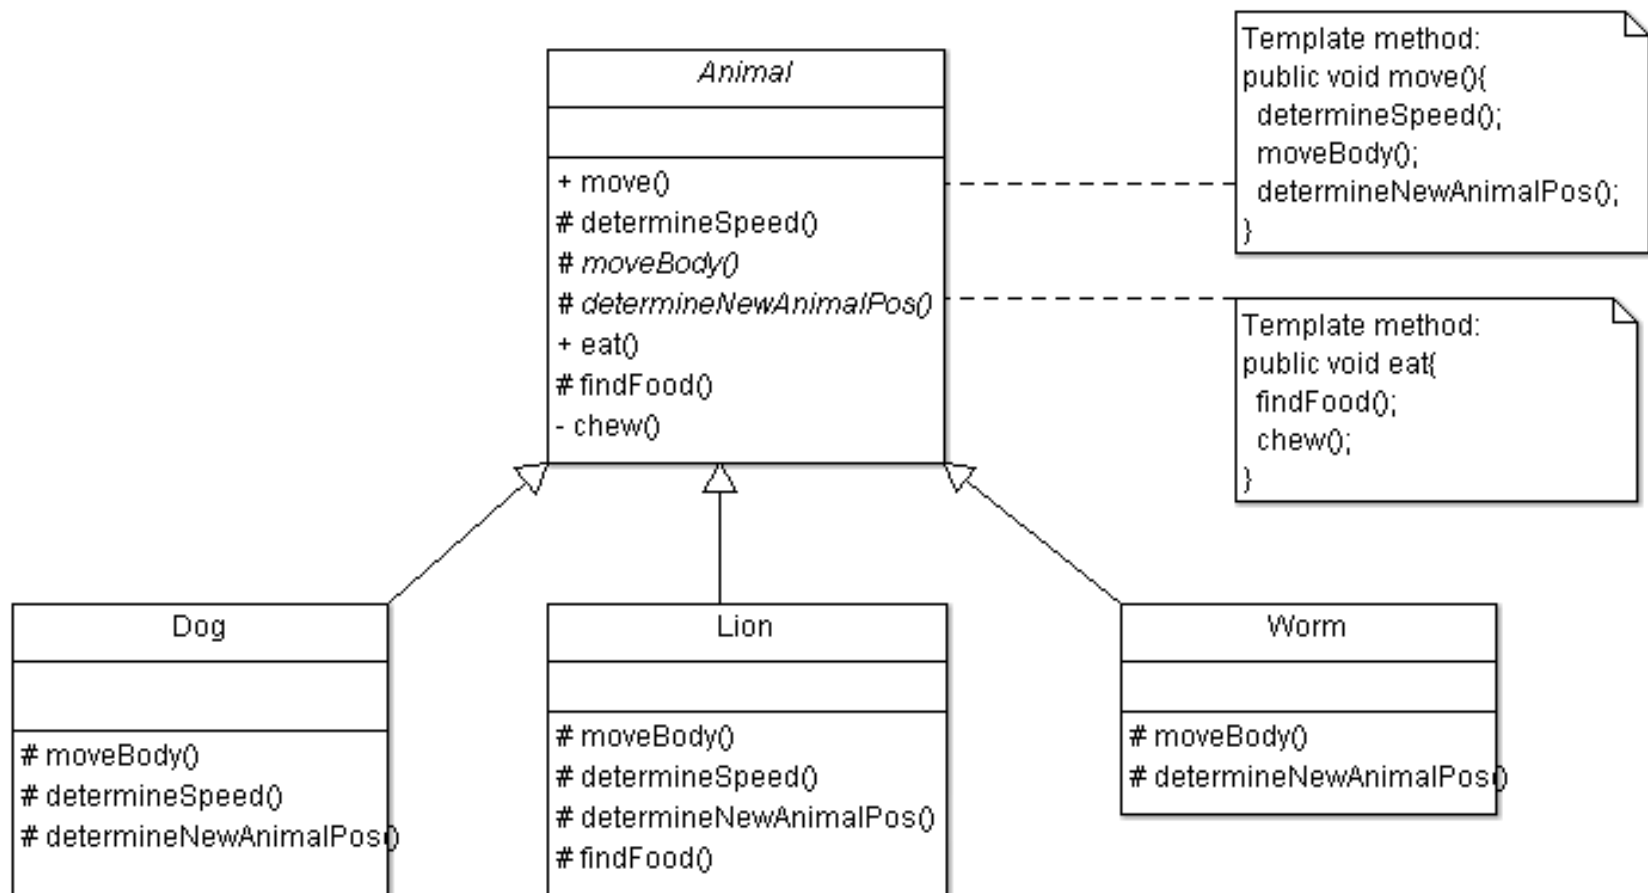 Animal
+ move()
# determineSpeed()
# moveBody()
# determineNewAnimalPos()
+ eat()
# findFood()
- chew()
Template method:
public void move(){
determineSpeed();
moveBody();
determineNewAnimalPos();
}
Template method:
public void eat{
findFood();
chew();
}
Dog
# moveBody()
# determineSpeed()
# determineNewAnimalPos()
Lion
# moveBody()
# determineSpeed()
# determineNewAnimalPos()
# findFood()
Worm
# moveBody()
# determineNewAnimalPos()